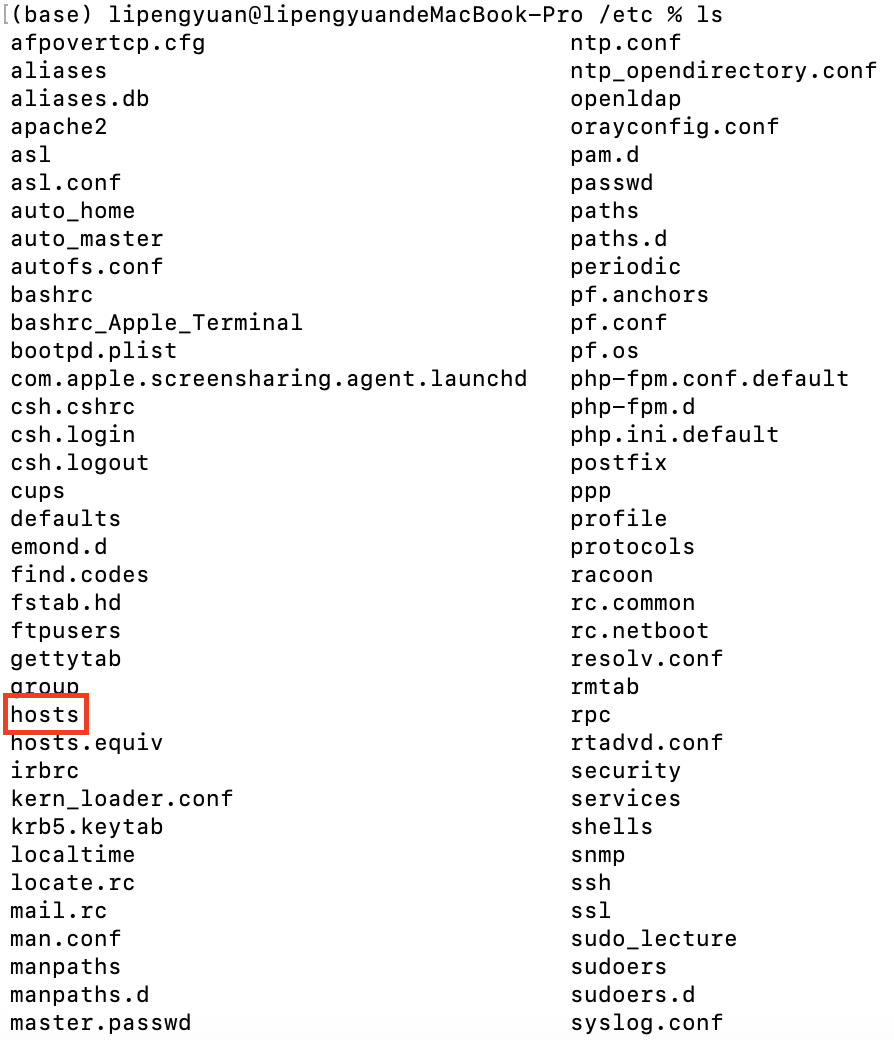 [(base) lipengyuan@lipengyuandeMacBook-Pro /etc % ls
afpovertcp.cfg ntp.conf
aliases ntp_opendirectory.conf
aliases.db openldap
apache2 orayconfig.conf
asl pam.d
asl.conf passwd
auto_home paths
auto_master paths.d
autofs.conf periodic
bashrc pf.anchors
bashrc_Apple_Terminal pf.conf
bootpd.plist pf.os
com.apple.screensharing.agent.launchd php-fpm.conf.default
csh.cshrc php-fpm.d
csh.login php.ini.default
csh.logout postfix
cups ppp
defaults profile
emond.d protocols
find.codes racoon
fstab.hd rc.common
ftpusers rc.netboot
gettytab resolv.conf
group rmtab
hosts rpc
hosts.equiv rtadvd.conf
irbrc security
kern_loader.conf services
krb5.keytab shells
localtime snmp
locate.rc ssh
mail.rc ssl
man.conf sudo_lecture
manpaths sudoers
manpaths.d sudoers.d
master.passwd syslog.conf